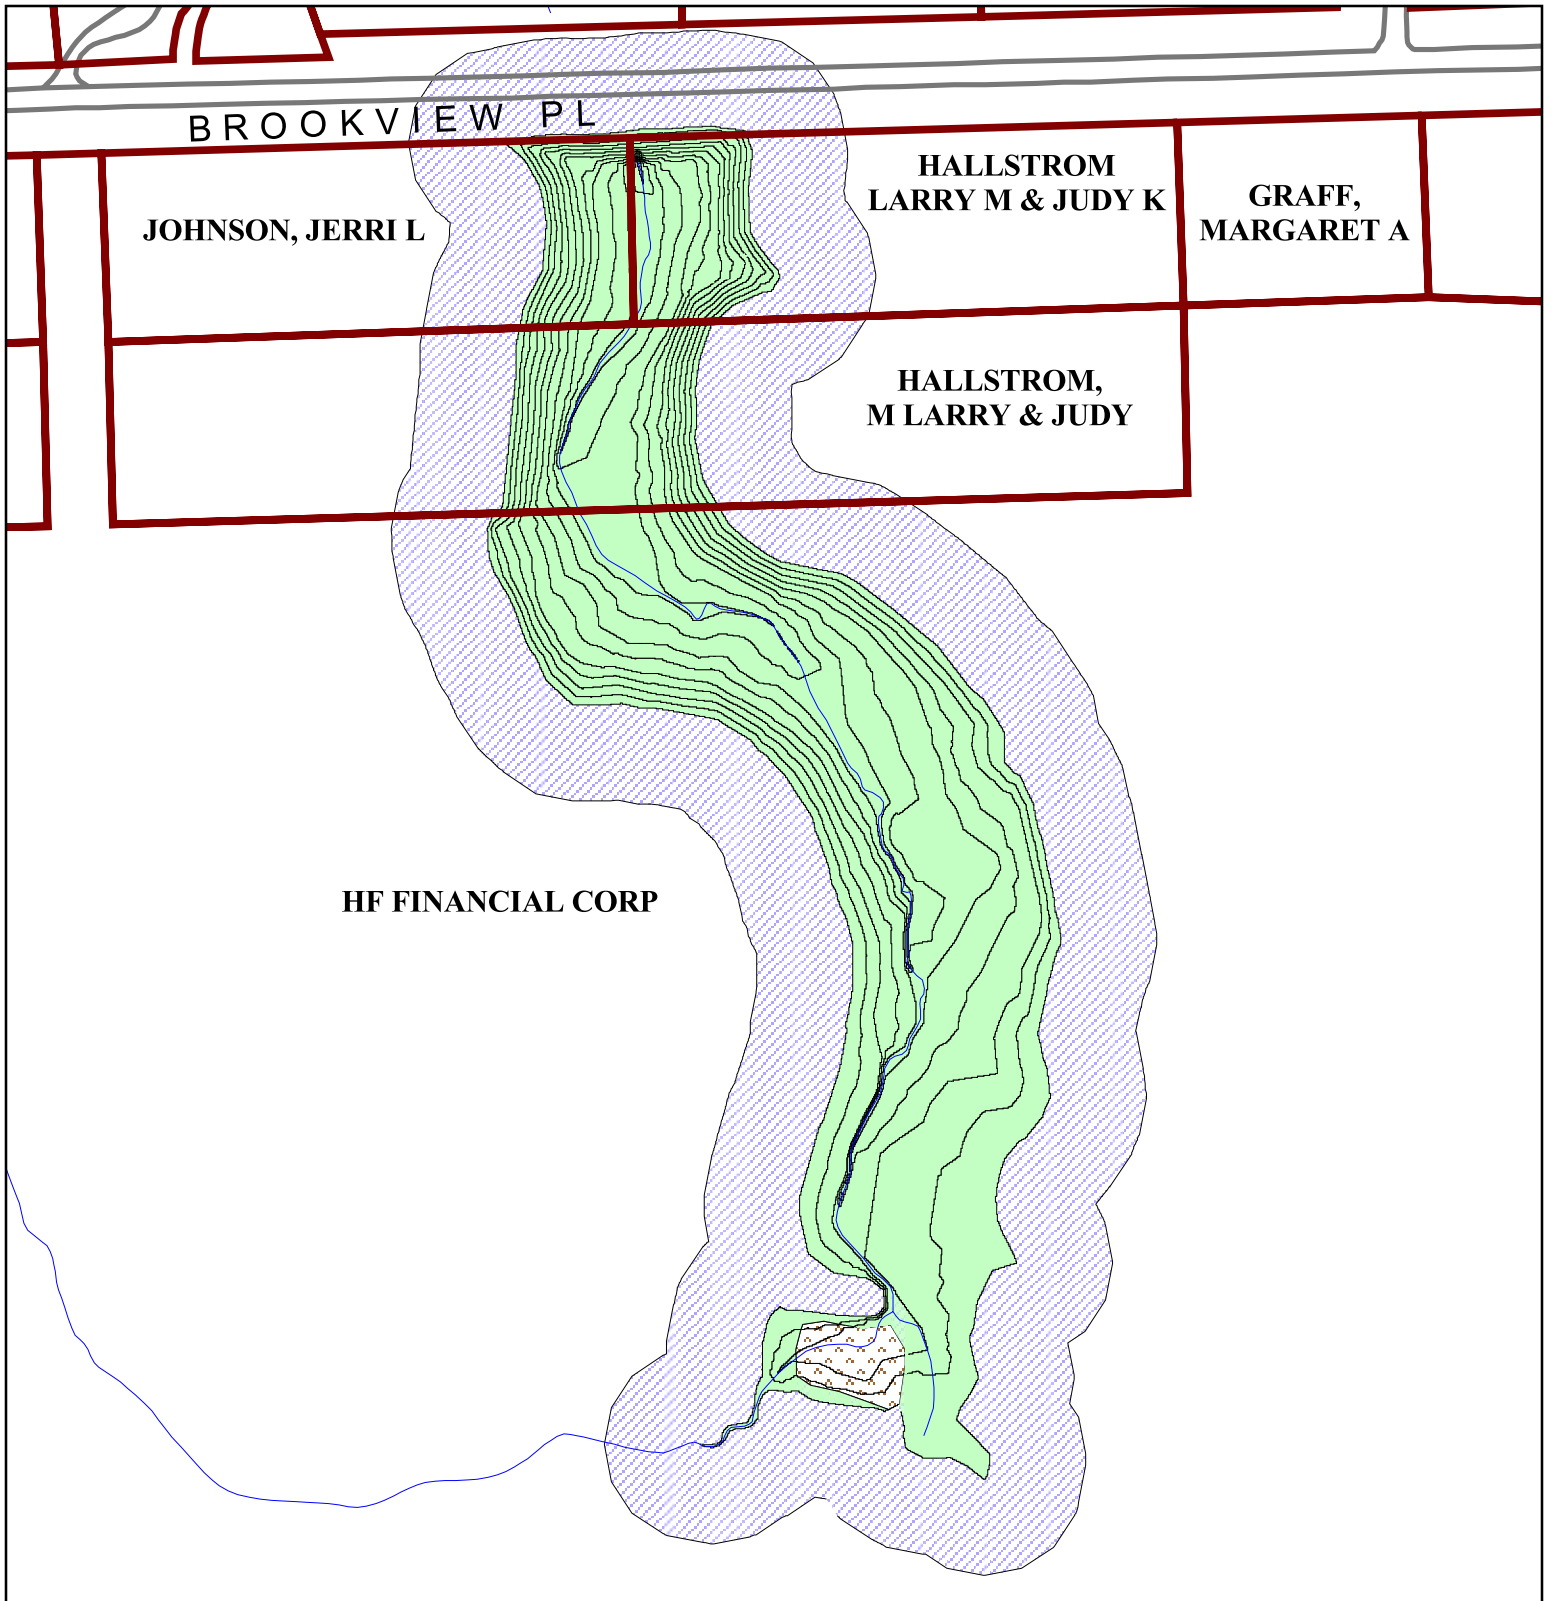 BROOKVIEW PL
HALLSTROM
LARRY M & JUDY K
GRAFF,
MARGARET A
JOHNSON, JERRI L
HALLSTROM,
M LARRY & JUDY
HF FINANCIAL CORP